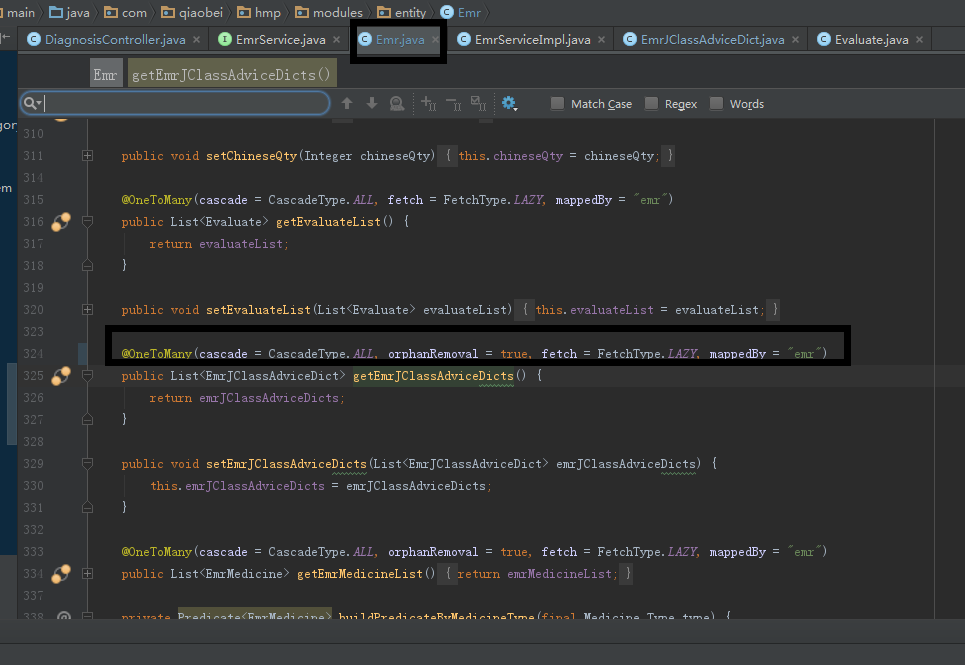 main java com qiaobei hmp modules entity Emr
DiagnosisController.java × EmrService.java × Emr.java × EmrServiceImpl.java × EmrJClassAdviceDict.java × Evaluate.java ×
Emr getEmrJClassAdviceDicts()
Match Case Regex Words
310
311 public void setChineseQty(Integer chineseQty) { this.chineseQty = chineseQty; }
314
315 @OneToMany(cascade = CascadeType.ALL, fetch = FetchType.LAZY, mappedBy = "emr")
316 public List<Evaluate> getEvaluateList() {
317 return evaluateList;
318 }
319
320 public void setEvaluateList(List<Evaluate> evaluateList) { this.evaluateList = evaluateList; }
323
324 @OneToMany(cascade = CascadeType.ALL, orphanRemoval = true, fetch = FetchType.LAZY, mappedBy = "emr")
325 public List<EmrJClassAdviceDict> getEmrJClassAdviceDicts() {
326 return emrJClassAdviceDicts;
327 }
328
329 public void setEmrJClassAdviceDicts(List<EmrJClassAdviceDict> emrJClassAdviceDicts) {
330 this.emrJClassAdviceDicts = emrJClassAdviceDicts;
331 }
332
333 @OneToMany(cascade = CascadeType.ALL, orphanRemoval = true, fetch = FetchType.LAZY, mappedBy = "emr")
334 public List<EmrMedicine> getEmrMedicineList() { return emrMedicineList; }
337
338 @ private Predicate<EmrMedicine> buildPredicateByMedicineType(final Medicine.Type type) {